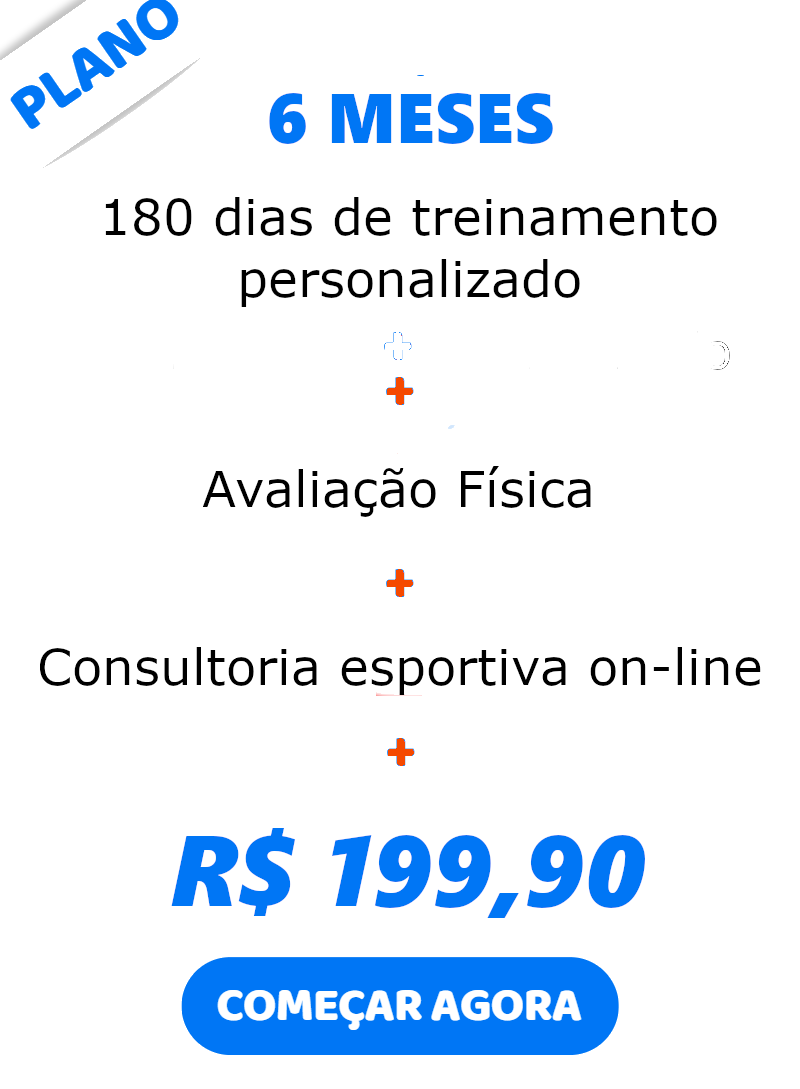 PLANO
6 MESES
180 dias de treinamento
personalizado
+
Avaliação Física
+
Consultoria esportiva on-line
+
R$ 199,90
COMEÇAR AGORA